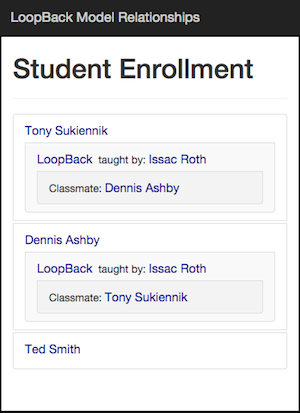 LoopBack Model Relationships
Student Enrollment
Tony Sukiennik
LoopBack taught by: Issac Roth
Classmate: Dennis Ashby
Dennis Ashby
LoopBack taught by: Issac Roth
Classmate: Tony Sukiennik
Ted Smith